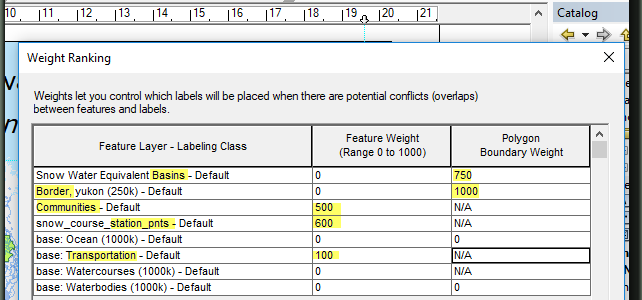 10 11 12 13 14 15 16 17 18 19 20 21
Catalog
Weight Ranking
Weights let you control which labels will be placed when there are potential conflicts (overlaps)
between features and labels.
Feature Layer - Labeling Class Feature Weight (Range 0 to 1000) Polygon Boundary Weight
Snow Water Equivalent Basins - Default 0 750
Border, yukon (250k) - Default 0 1000
Communities - Default 500 N/A
snow_course_station_pnts - Default 600 N/A
base: Ocean (1000k) - Default 0 0
base: Transportation - Default 100 N/A
base: Watercourses (1000k) - Default 0 N/A
base: Waterbodies (1000k) - Default 0 0